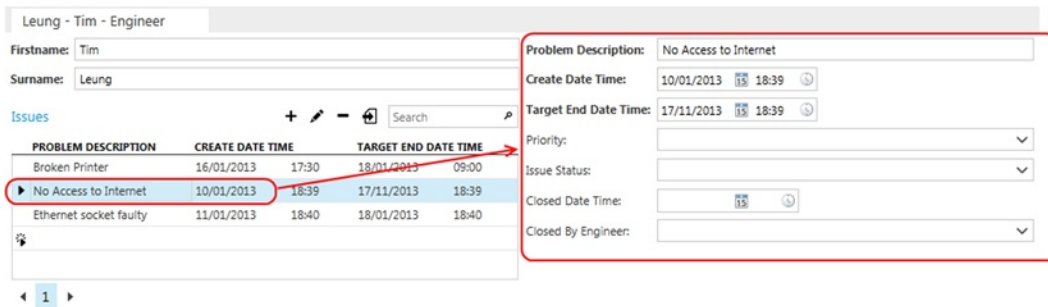 Leung - Tim - Engineer
Firstname: Tim
Surname: Leung
Issues Search
PROBLEM DESCRIPTION CREATE DATE TIME TARGET END DATE TIME
Broken Printer 16/01/2013 17:30 18/01/2013 09:00
No Access to Internet 10/01/2013 18:39 17/11/2013 18:39
Ethernet socket faulty 11/01/2013 18:40 18/01/2013 18:40
1
Problem Description: No Access to Internet
Create Date Time: 10/01/2013 15 18:39
Target End Date Time: 17/11/2013 15 18:39
Priority:
Issue Status:
Closed Date Time: 15
Closed By Engineer: